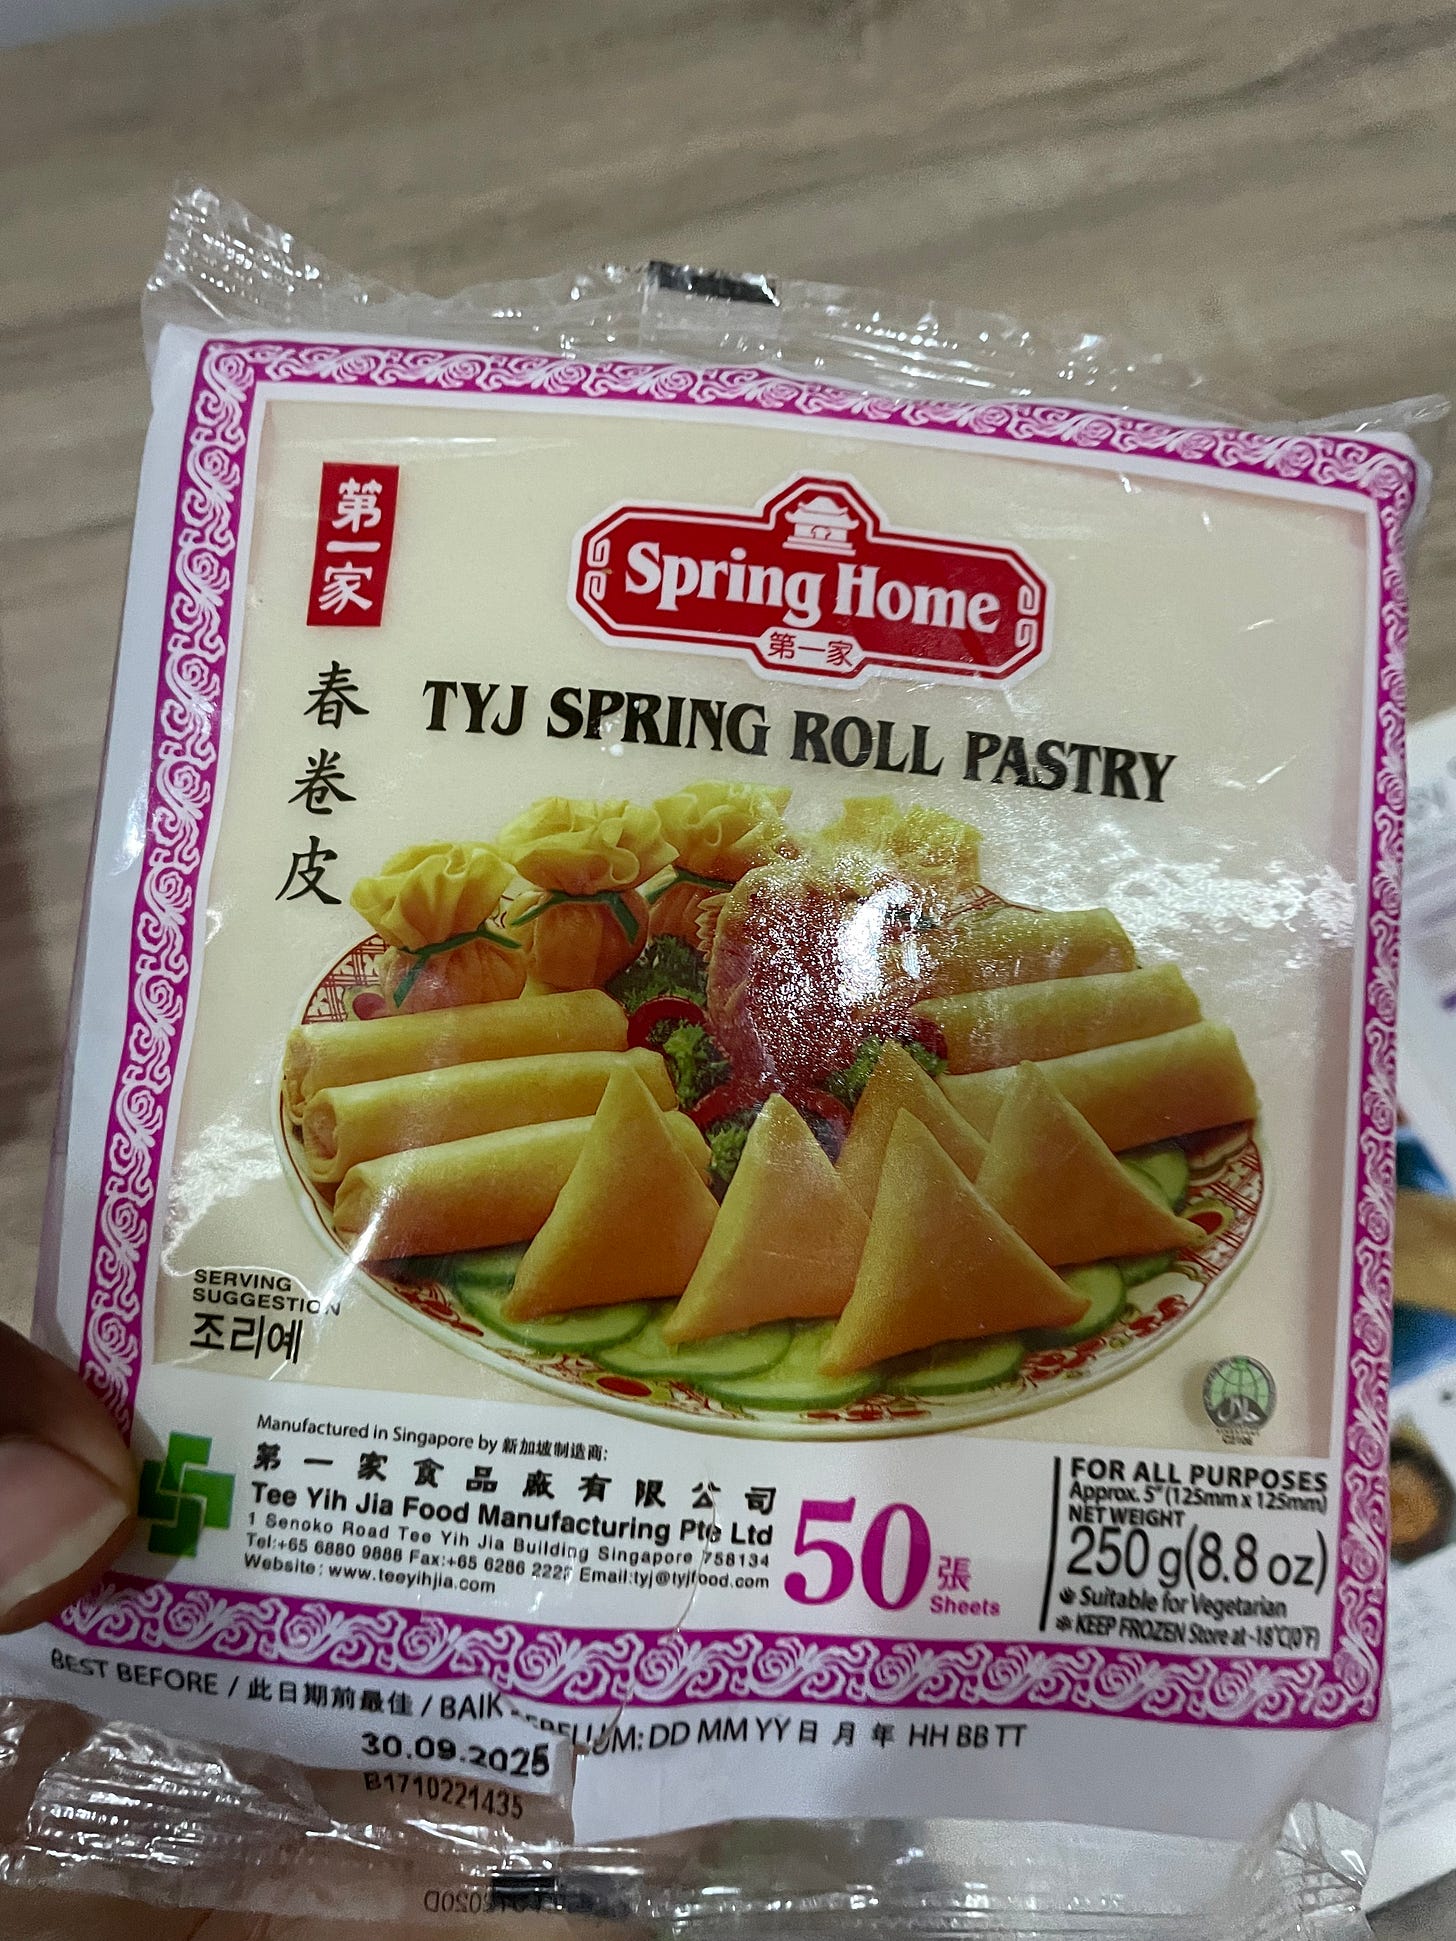 第一家
Spring Home
第一家
春卷皮
TYJ SPRING ROLL PASTRY
SERVING
SUGGESTION
조리예
Manufactured in Singapore by 新加坡制造商:
第一家食品廠有限公司
Tee Yih Jia Food Manufacturing Pte Ltd
1 Senoko Road Tee Yih Jia Building Singapore 758134
Tel:+65 6880 9888 Fax:+65 6286 Email:tyj@tyjfood.com
Website: www.teeyihjia.com
50 張
Sheets
FOR ALL PURPOSES
Approx. 5" (125mm x 125mm)
NET WEIGHT
250 g(8.8 oz)
Suitable for Vegetarian
KEEP FROZEN Store at -18°C(0°F)
BEST BEFORE / 此日期前最佳 / BAIK DD MM YY 日 月 年 HH BB TT
30.09.2025
B1710221435